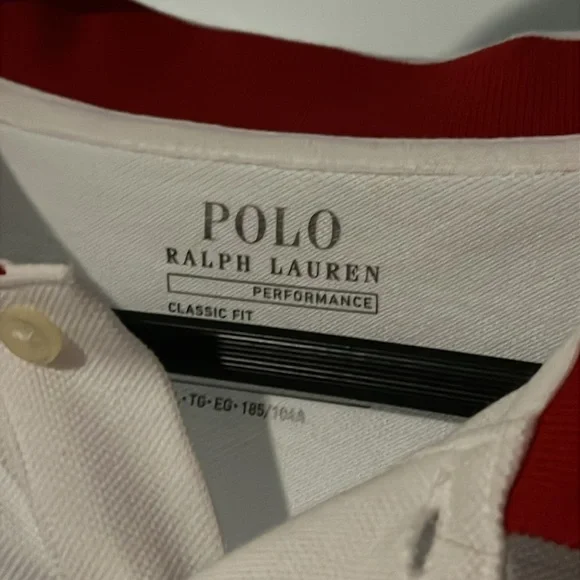 POLO
RALPH LAUREN
PERFORMANCE
CLASSIC FIT
•TG•EG•185/104A